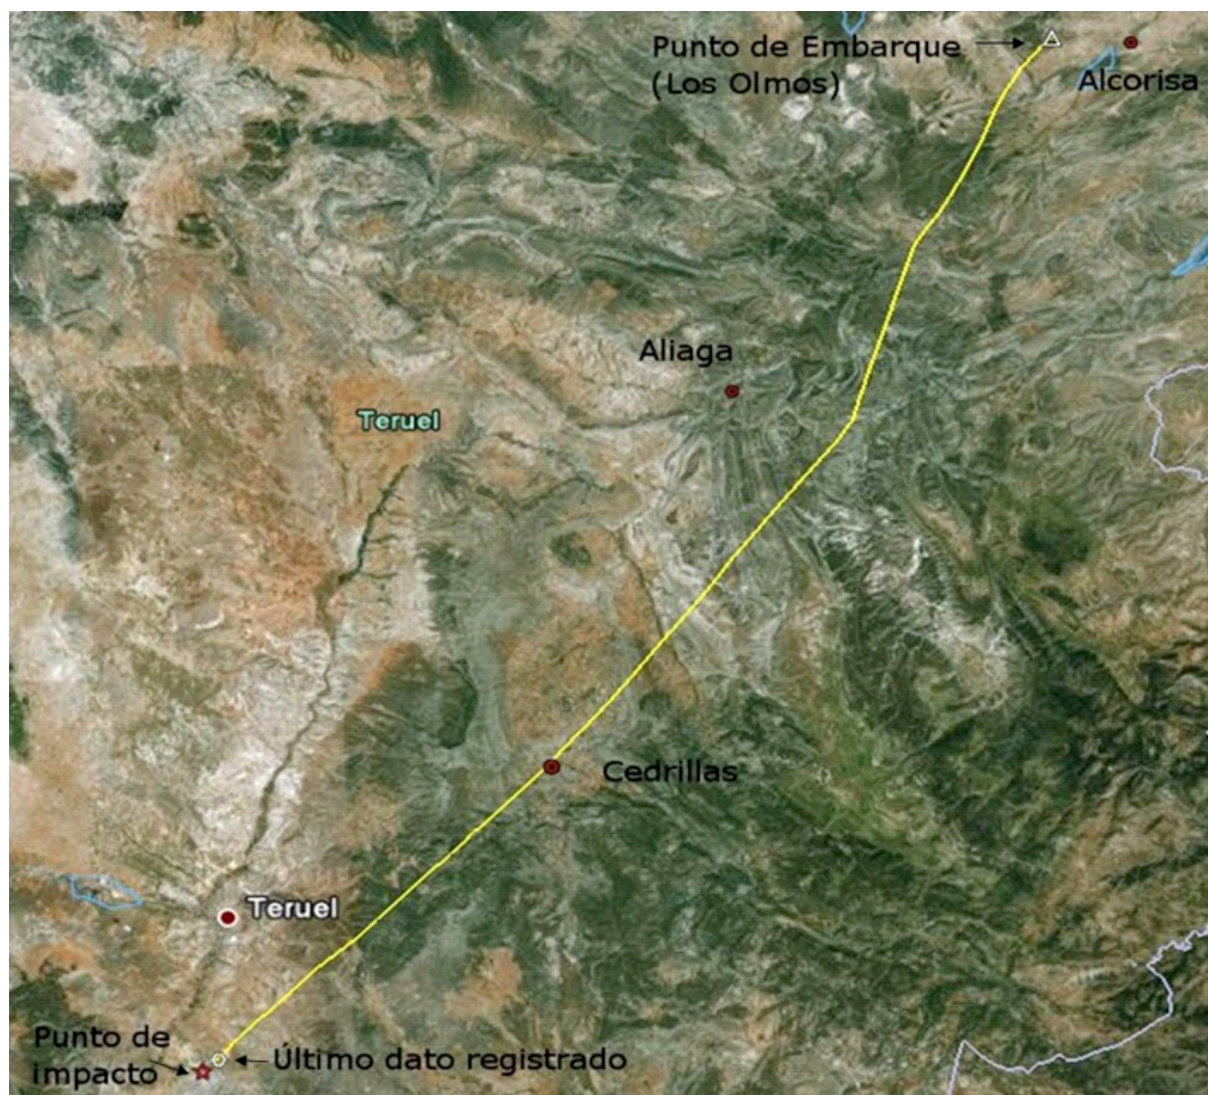 Punto de Embarque
(Los Olmos)
Alcorisa
Aliaga
Teruel
Cedrillas
Teruel
Punto de
impacto
Último dato registrado